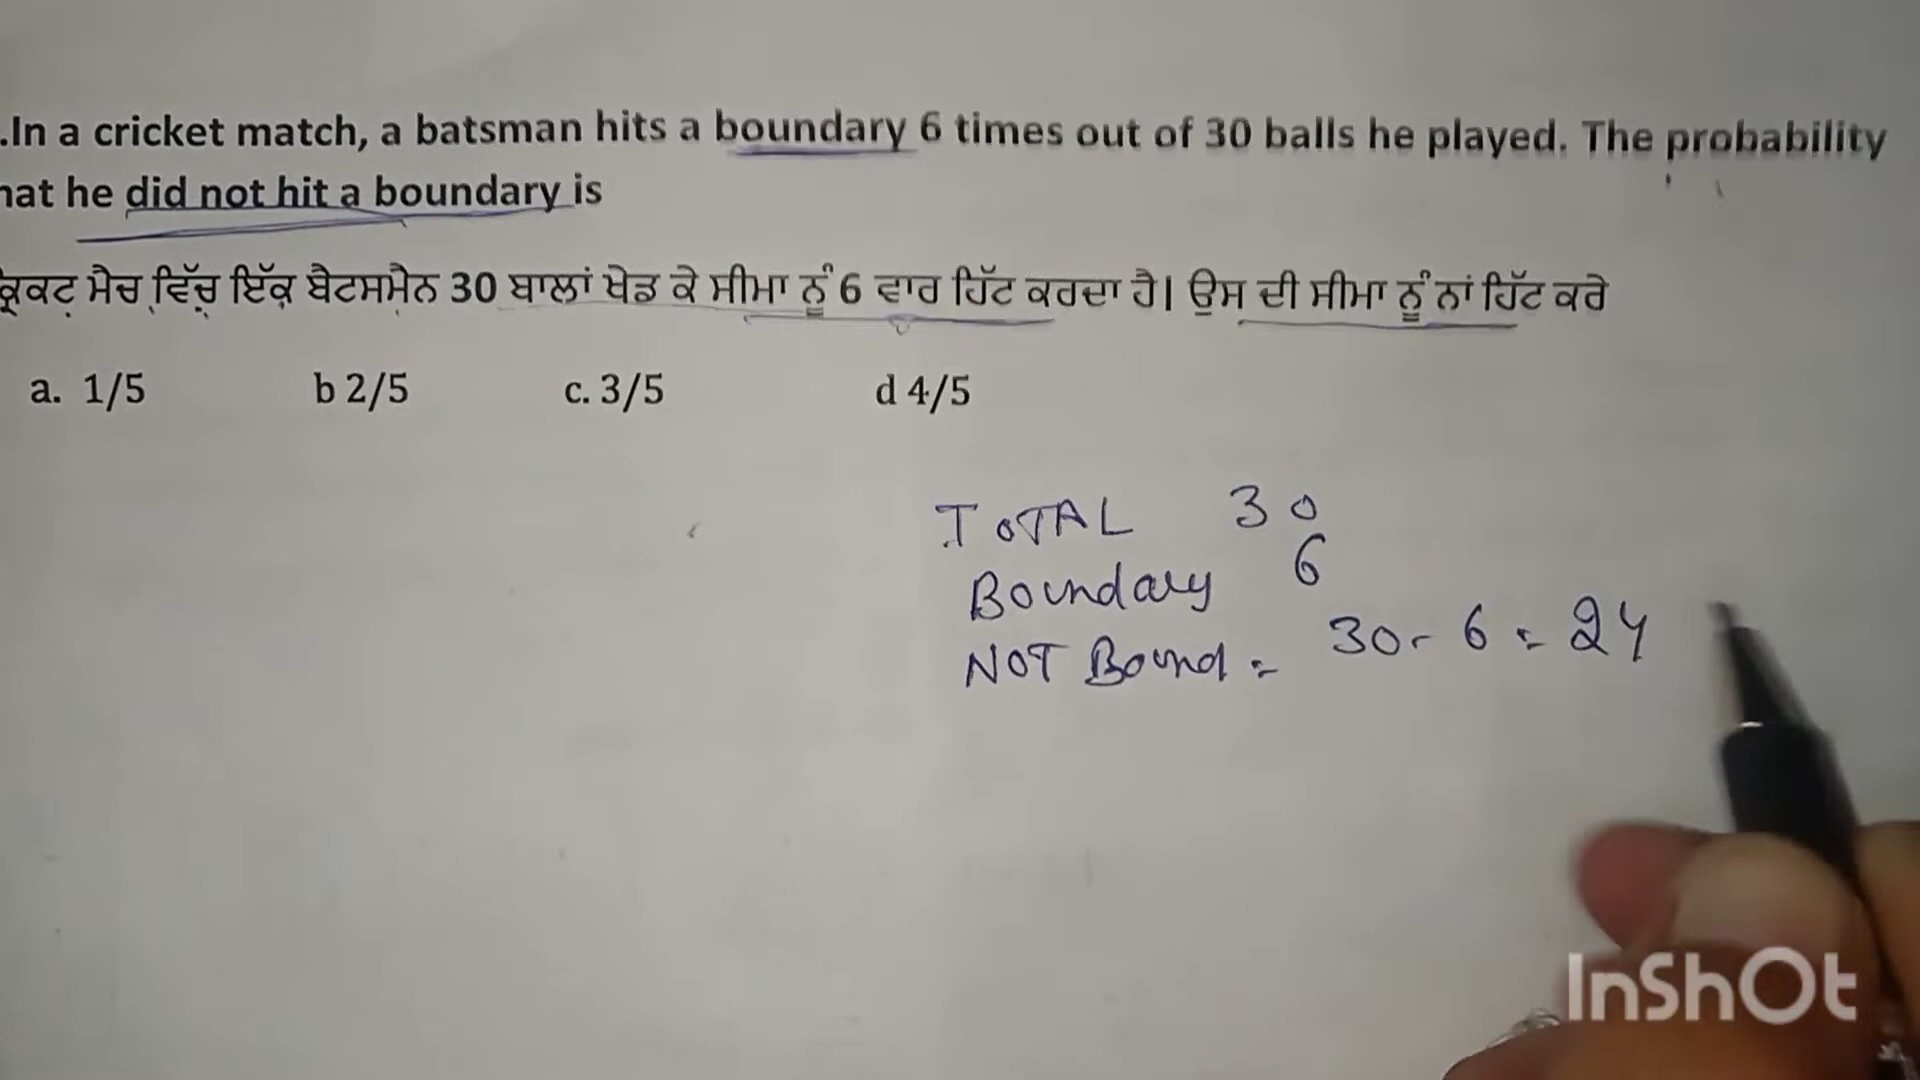 .In a cricket match, a batsman hits a boundary 6 times out of 30 balls he played. The probability
hat he did not hit a boundary is
ਕ੍ਰਿਕਟ ਮੈਚ ਵਿੱਚ ਇੱਕ ਬੈਟਸਮੈਨ 30 ਬਾਲਾਂ ਖੇਡ ਕੇ ਸੀਮਾ ਨੂੰ 6 ਵਾਰ ਹਿੱਟ ਕਰਦਾ ਹੈ। ਉਸ ਦੀ ਸੀਮਾ ਨੂੰ ਨਾਂ ਹਿੱਟ ਕਰੇ
a. 1/5 b 2/5 c. 3/5 d 4/5
TOTAL 30
Boundary 6
NOT Bound = 30 - 6 = 24
InShOt